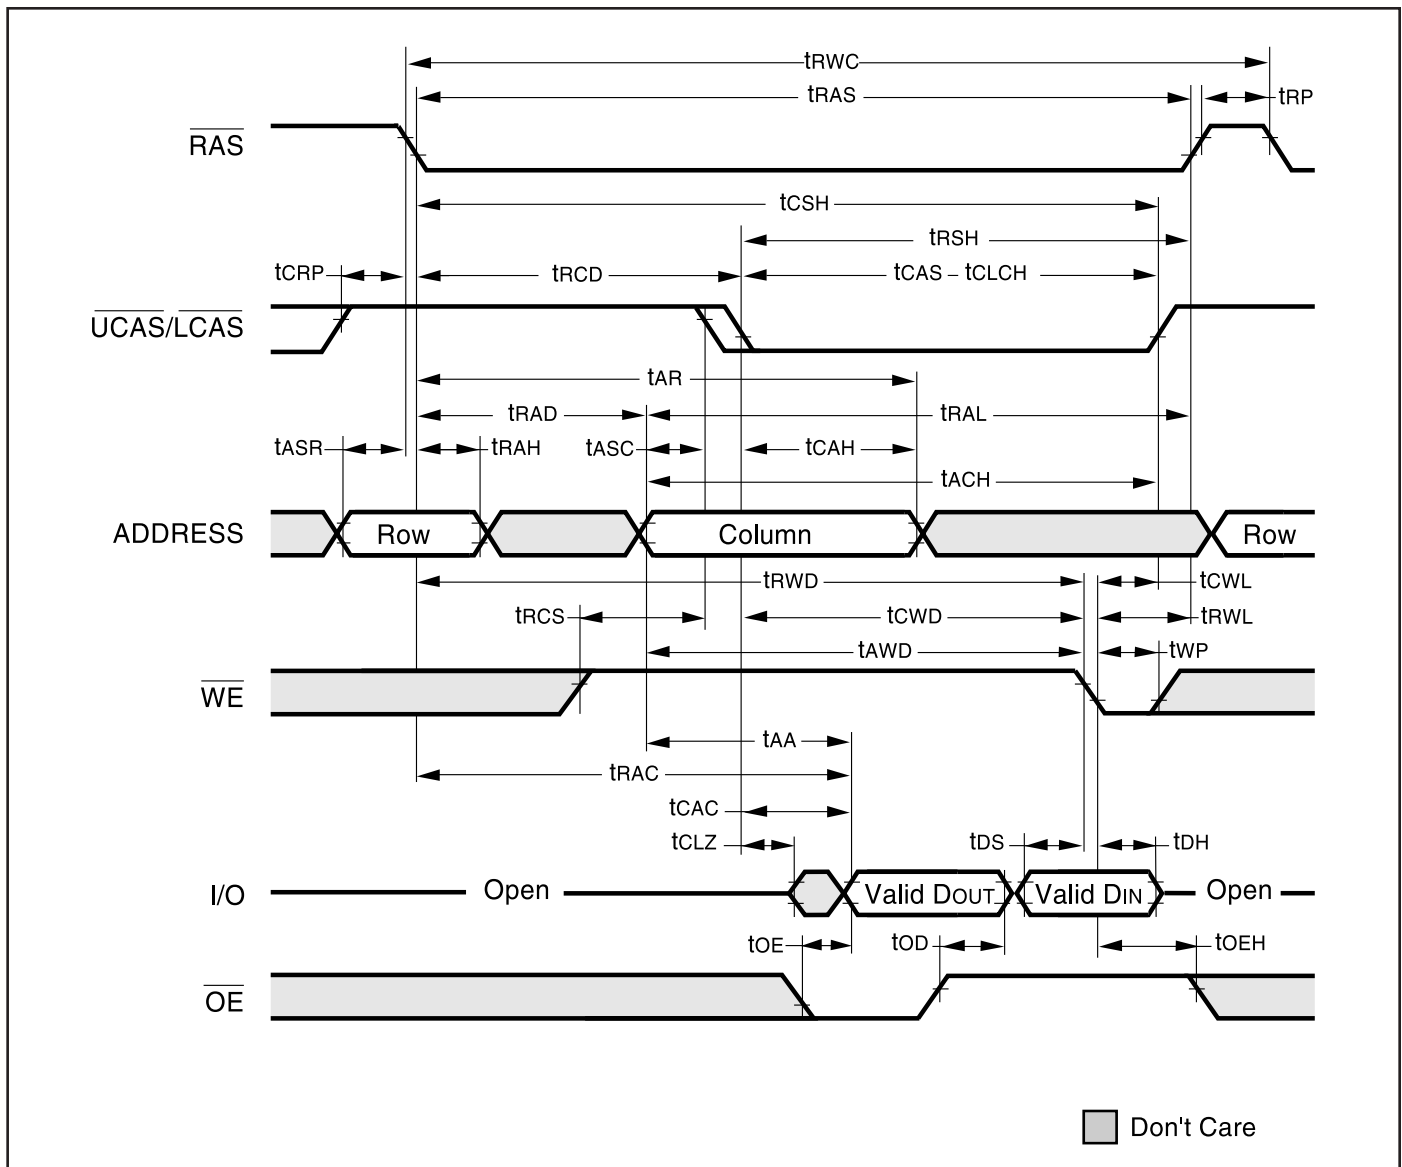 tRWC
tRAS
tRP
RAS
tCSH
tRSH
tCRP
tRCD
tCAS – tCLCH
UCAS/LCAS
tAR
tRAD
tRAL
tASR
tRAH
tASC
tCAH
tACH
ADDRESS
Row
Column
Row
tRWD
tCWL
tRCS
tCWD
tRWL
tAWD
tWP
WE
tAA
tRAC
tCAC
tCLZ
tDS
tDH
I/O
Open
Valid DOUT
Valid DIN
Open
tOE
tOD
tOEH
OE
Don't Care